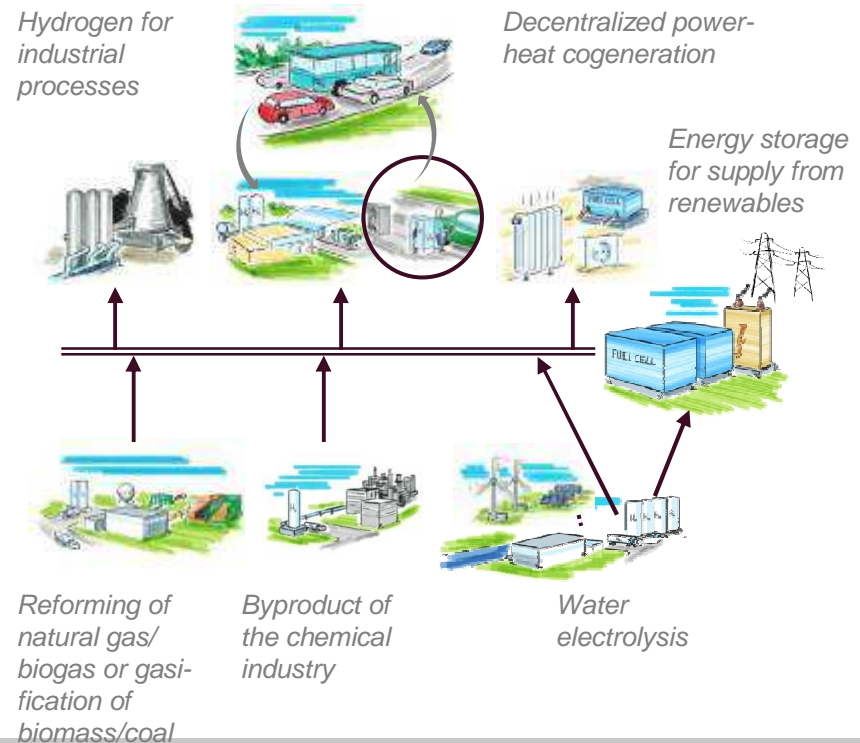 Hydrogen for
industrial
processes
Decentralized power-
heat cogeneration
Energy storage
for supply from
renewables
FUEL CELL
FUEL CELL
Reforming of
natural gas/
biogas or gasi-
fication of
biomass/coal
Byproduct of
the chemical
industry
Water
electrolysis